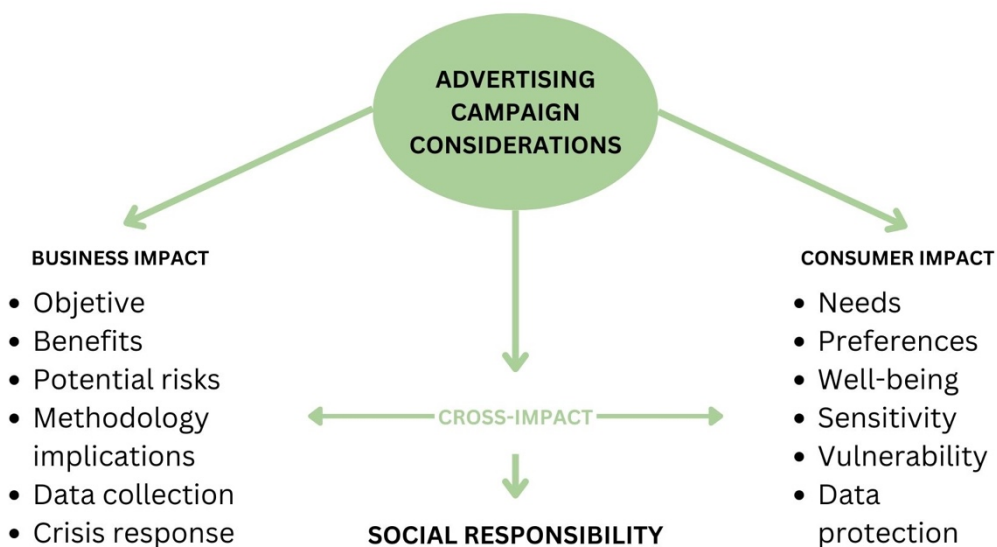 ADVERTISING
CAMPAIGN
CONSIDERATIONS
BUSINESS IMPACT
• Objetive
• Benefits
• Potential risks
• Methodology
implications
• Data collection
• Crisis response
CROSS-IMPACT
SOCIAL RESPONSIBILITY
CONSUMER IMPACT
• Needs
• Preferences
• Well-being
• Sensitivity
• Vulnerability
• Data
protection